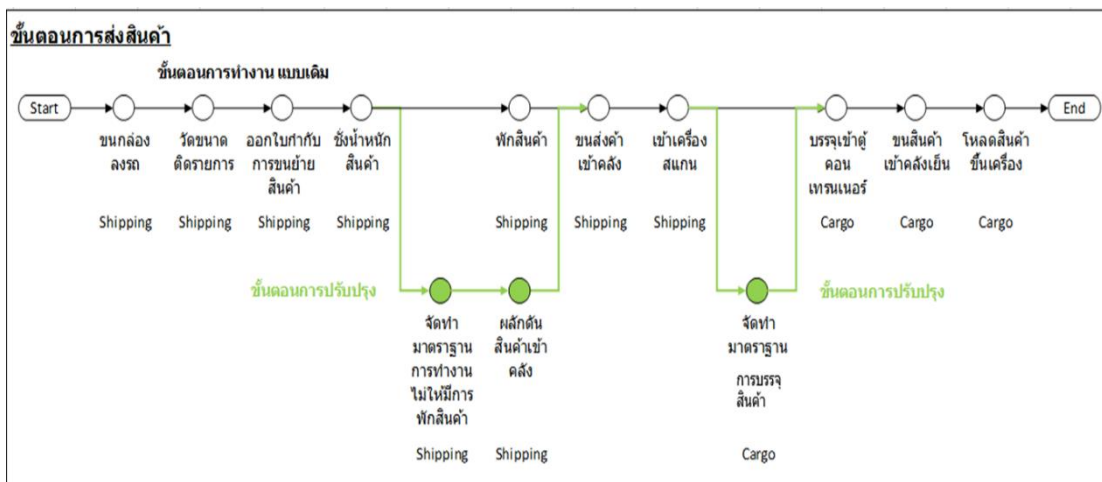 ขั้นตอนการส่งสินค้า
ขั้นตอนการทำงาน แบบเดิม
Start
End
ขนกล่อง
ลงรถ
Shipping
วัดขนาด
ติดรายการ
Shipping
ออกใบกำกับ
การขนย้าย
สินค้า
Shipping
ชั่งน้ำหนัก
สินค้า
Shipping
พักสินค้า
Shipping
ขนส่งค้า
เข้าคลัง
Shipping
เข้าเครื่อง
สแกน
Shipping
บรรจุเข้าตู้
คอน
เทรนเนอร์
Cargo
ขนสินค้า
เข้าคลังเย็น
Cargo
โหลดสินค้า
ขึ้นเครื่อง
Cargo
ขั้นตอนการปรับปรุง
จัดทำ
มาตราฐาน
การทำงาน
ไม่ให้มีการ
พักสินค้า
Shipping
ผลักดัน
สินค้าเข้า
คลัง
Shipping
จัดทำ
มาตราฐาน
การบรรจุ
สินค้า
Cargo
ขั้นตอนการปรับปรุง